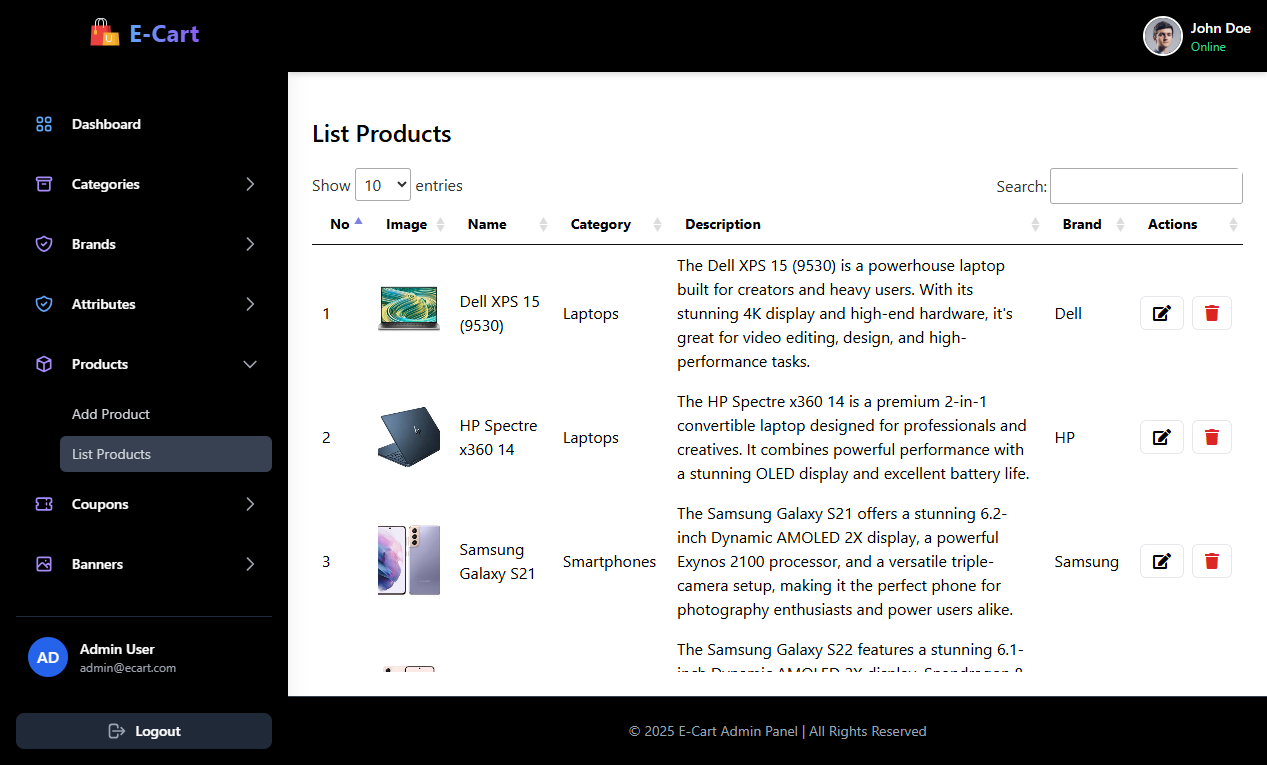 E-Cart
John Doe
Online
Dashboard
Categories
Brands
Attributes
Products
Add Product
List Products
Coupons
Banners
AD
Admin User
admin@ecart.com
Logout
List Products
Show 10 entries
Search:
No Image Name Category Description Brand Actions
1
Dell XPS 15
(9530)
Laptops
The Dell XPS 15 (9530) is a powerhouse laptop
built for creators and heavy users. With its
stunning 4K display and high-end hardware, it's
great for video editing, design, and high-
performance tasks.
Dell
2
HP Spectre
x360 14
Laptops
The HP Spectre x360 14 is a premium 2-in-1
convertible laptop designed for professionals and
creatives. It combines powerful performance with
a stunning OLED display and excellent battery life.
HP
3
Samsung
Galaxy S21
Smartphones
The Samsung Galaxy S21 offers a stunning 6.2-
inch Dynamic AMOLED 2X display, a powerful
Exynos 2100 processor, and a versatile triple-
camera setup, making it the perfect phone for
photography enthusiasts and power users alike.
Samsung
The Samsung Galaxy S22 features a stunning 6.1-
inch Dynamic AMOLED 2X display, Snapdragon 8
© 2025 E-Cart Admin Panel | All Rights Reserved